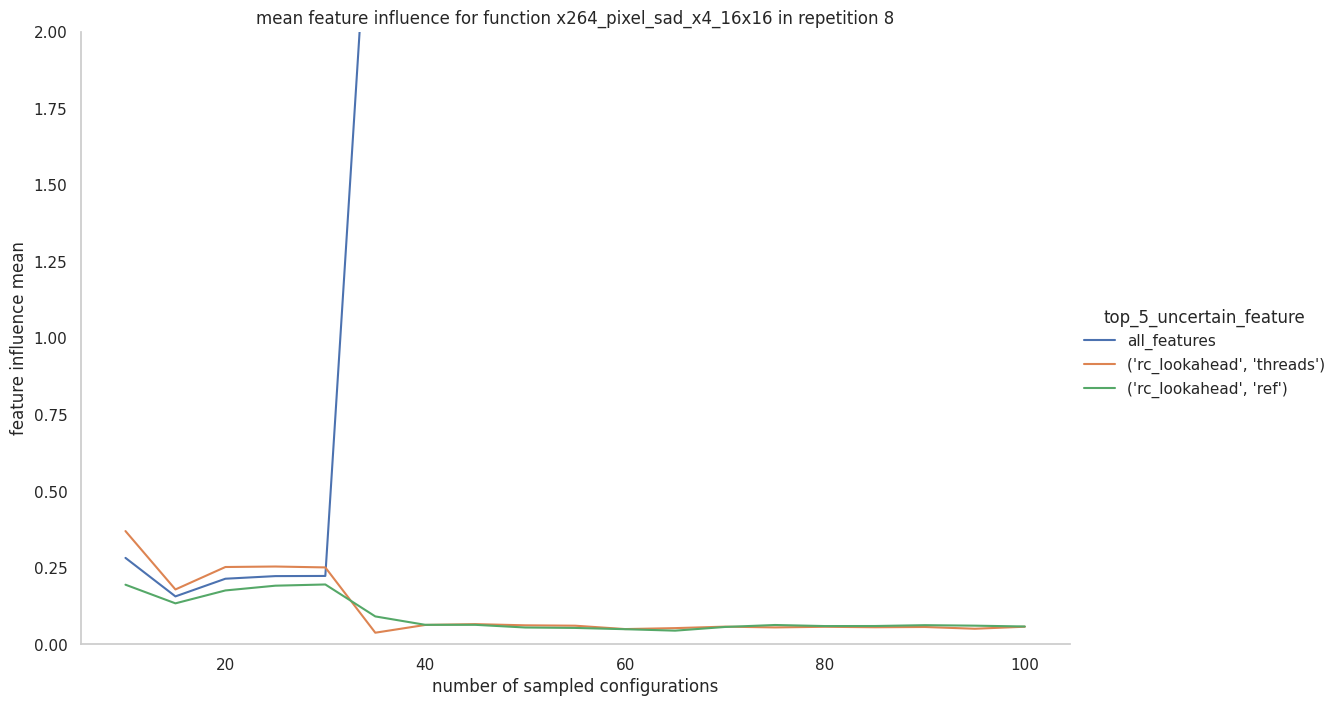 mean feature influence for function x264_pixel_sad_x4_16x16 in repetition 8
2.00
1.75
1.50
1.25
1.00
0.75
0.50
0.25
0.00
feature influence mean
20
40
60
80
100
number of sampled configurations
top_5_uncertain_feature
all_features
('rc_lookahead', 'threads')
('rc_lookahead', 'ref')